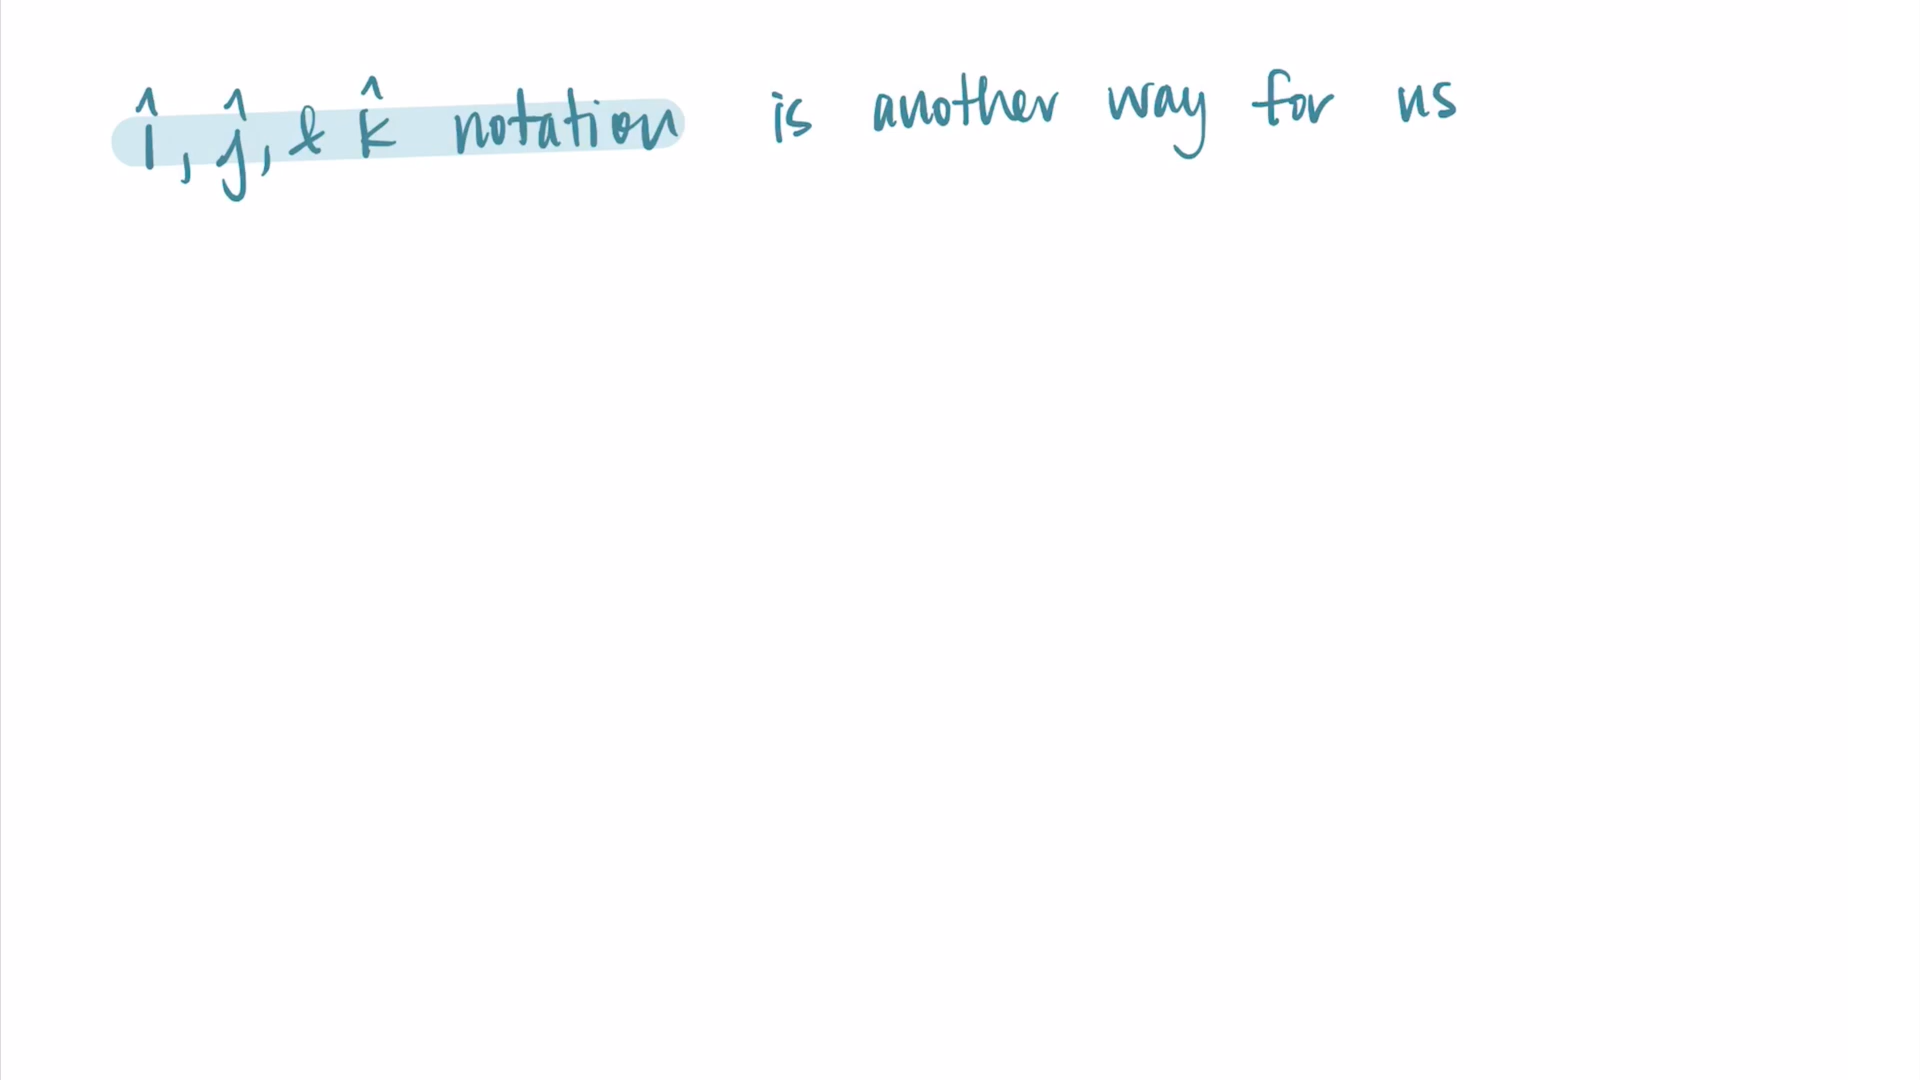 î, ĵ, & k̂ notation is another way for us